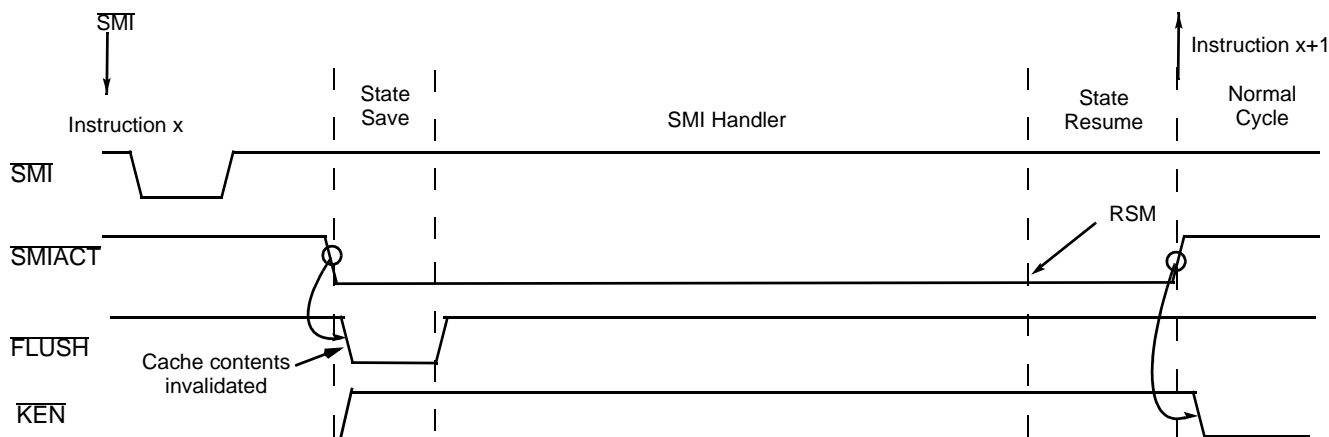 SMI
Instruction x+1
State
Save
SMI Handler
State
Resume
Normal
Cycle
Instruction x
SMI
RSM
SMIACT
FLUSH
Cache contents
invalidated
KEN